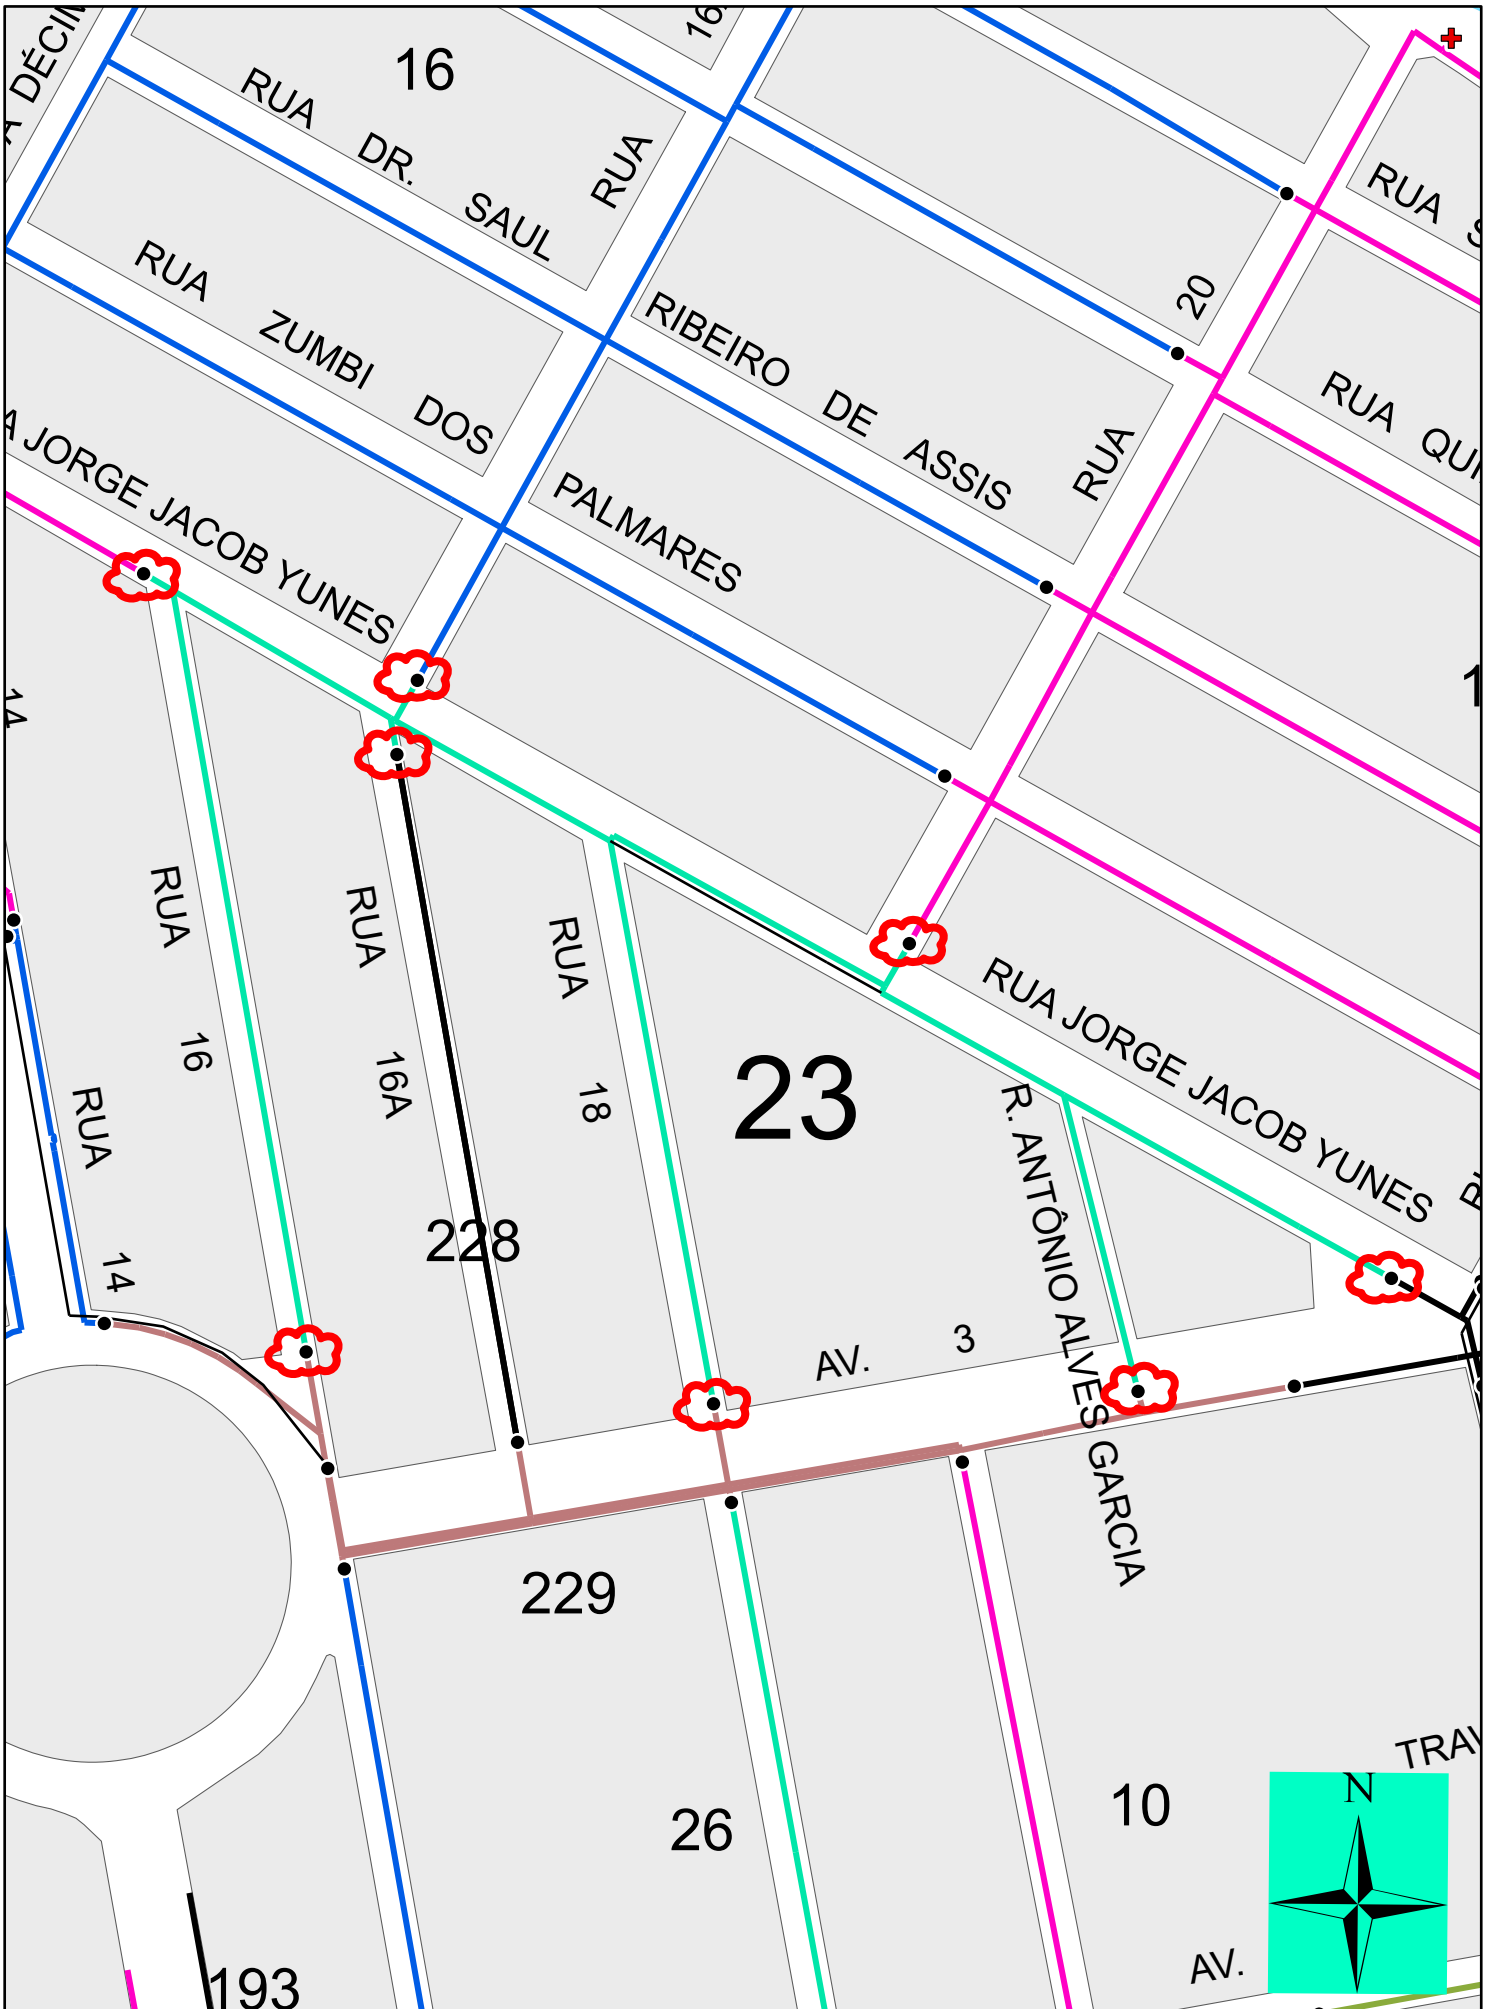 16
RUA DR. SAUL RIBEIRO DE ASSIS
RUA
RUA ZUMBI DOS PALMARES
RUA 20
RUA
RUA
JORGE JACOB YUNES
14
RUA 16
RUA 16A
RUA 18
RUA 14
23
RUA JORGE JACOB YUNES
R. ANTÔNIO ALVES GARCIA
228
AV. 3
229
26
10
N
AV.
193